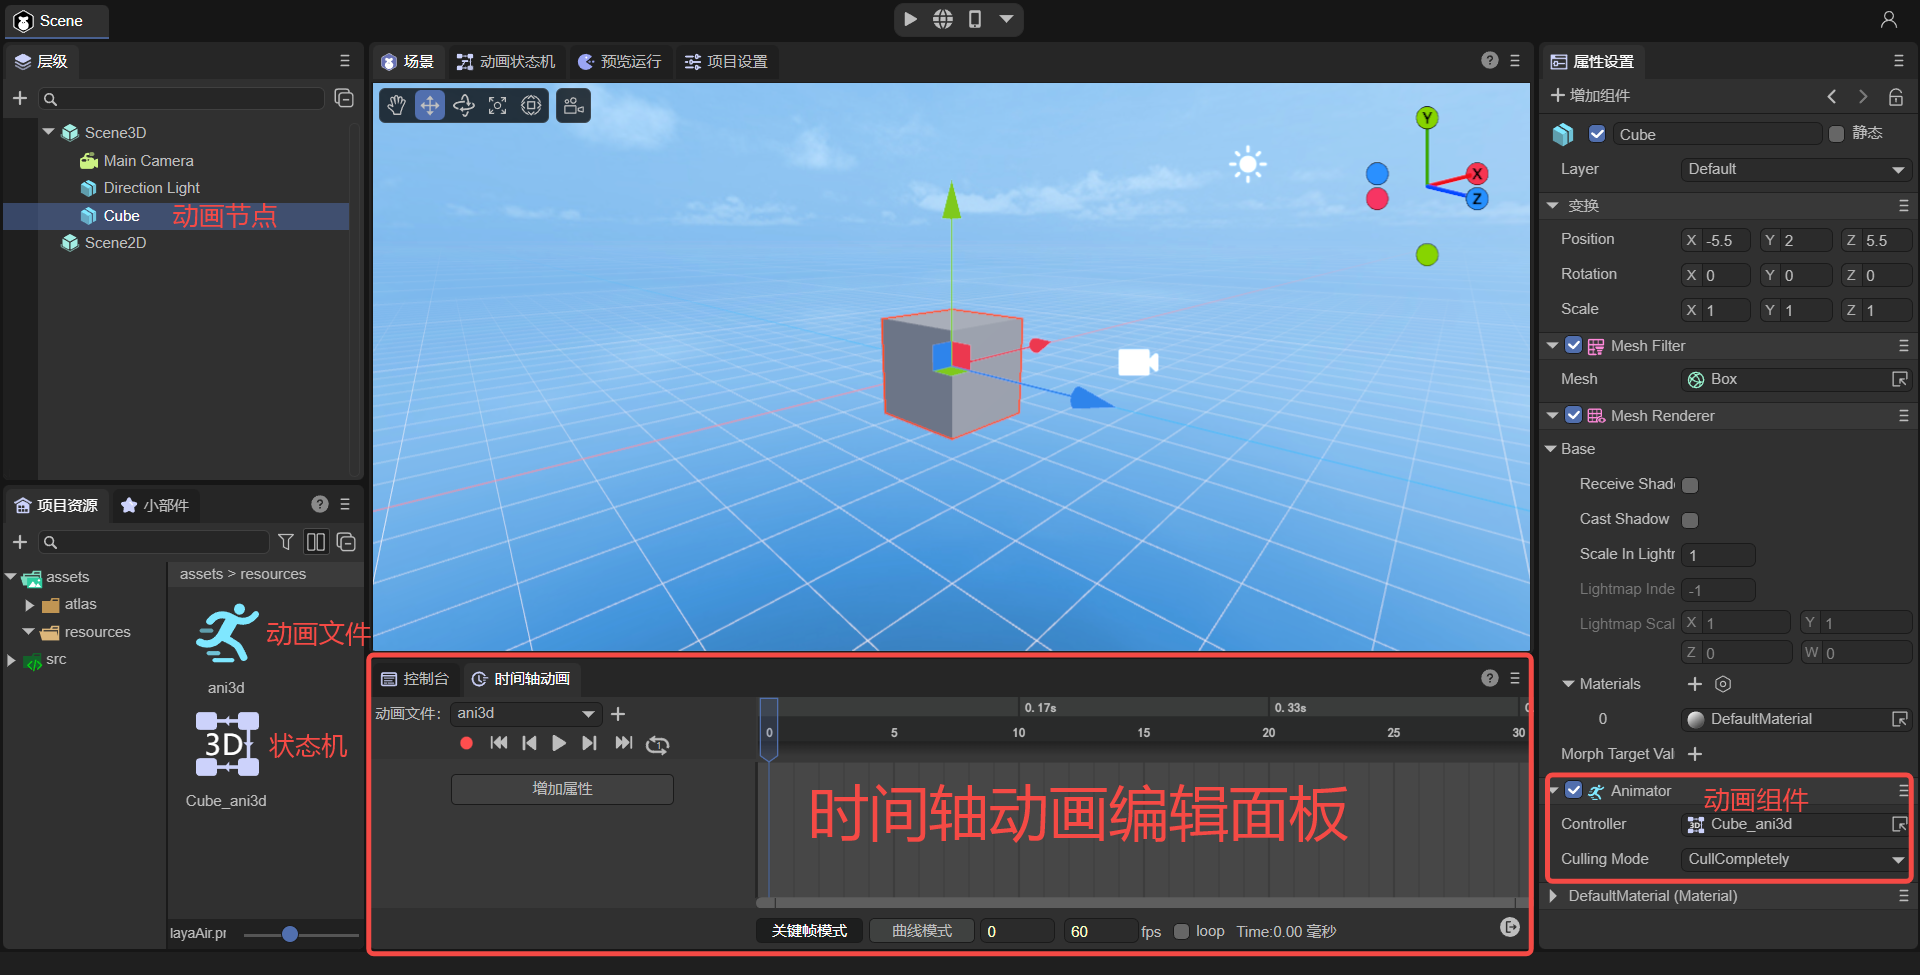 Scene
层级
Scene3D
Main Camera
Direction Light
Cube 动画节点
Scene2D
场景 动画状态机 预览运行 项目设置
Y
X
Z
项目资源 小部件
assets
atlas
resources
src
assets > resources
动画文件
ani3d
3D 状态机
Cube_ani3d
layaAir.pr
控制台 时间轴动画
动画文件: ani3d
0.17s 0.33s 0
0 5 10 15 20 25 30
增加属性
时间轴动画编辑面板
关键帧模式 曲线模式 0 60 fps loop Time:0.00 毫秒
属性设置
增加组件
Cube 静态
Layer Default
变换
Position X -5.5 Y 2 Z 5.5
Rotation X 0 Y 0 Z 0
Scale X 1 Y 1 Z 1
Mesh Filter
Mesh Box
Mesh Renderer
Base
Receive Shad
Cast Shadow
Scale In Lightr 1
Lightmap Inde -1
Lightmap Scal X 1 Y 1
Z 0 W 0
Materials
0 DefaultMaterial
Morph Target Val
Animator 动画组件
Controller 3D Cube_ani3d
Culling Mode CullCompletely
DefaultMaterial (Material)